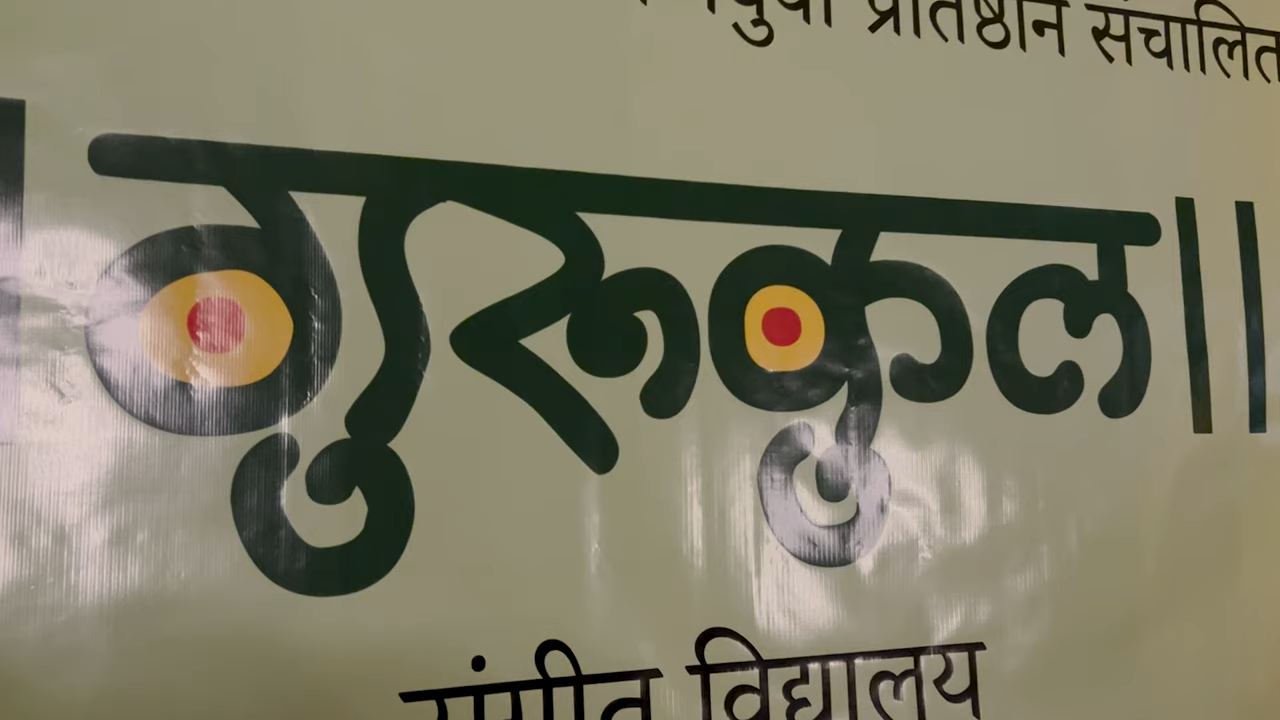 प्रतिष्ठान संचालित
॥ गुरुकुल ॥
संगीत विद्यालय